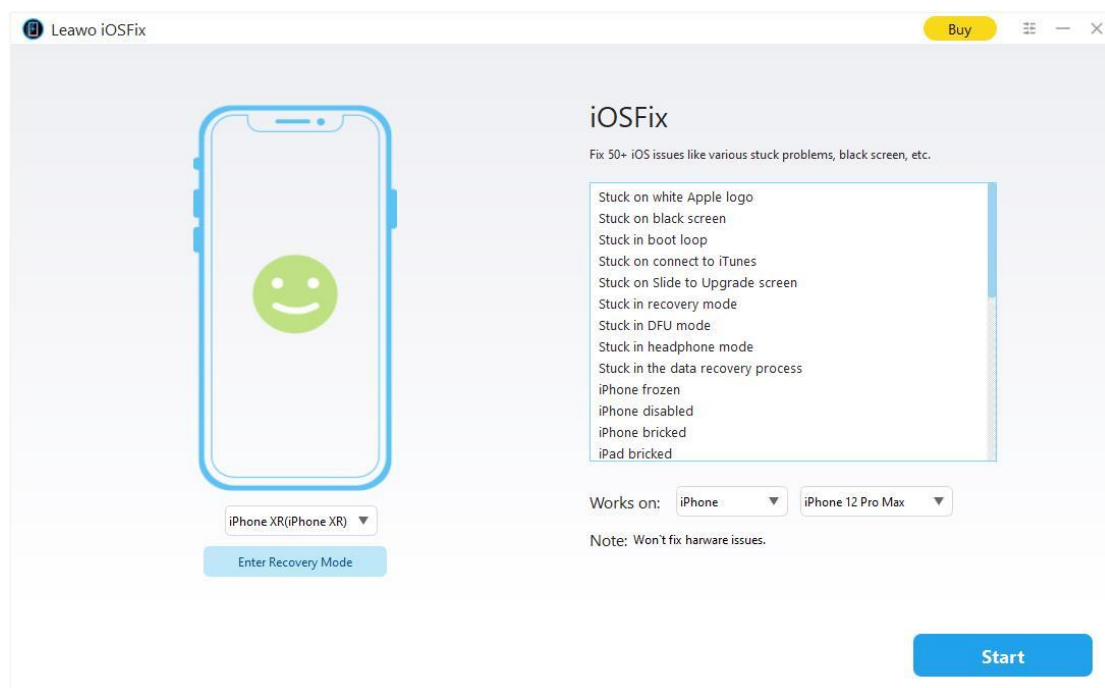 Leawo iOSFix
Buy
iOSFix
Fix 50+ iOS issues like various stuck problems, black screen, etc.
Stuck on white Apple logo
Stuck on black screen
Stuck in boot loop
Stuck on connect to iTunes
Stuck on Slide to Upgrade screen
Stuck in recovery mode
Stuck in DFU mode
Stuck in headphone mode
Stuck in the data recovery process
iPhone frozen
iPhone disabled
iPhone bricked
iPad bricked
Works on: iPhone iPhone 12 Pro Max
Note: Won`t fix harware issues.
iPhone XR(iPhone XR)
Enter Recovery Mode
Start